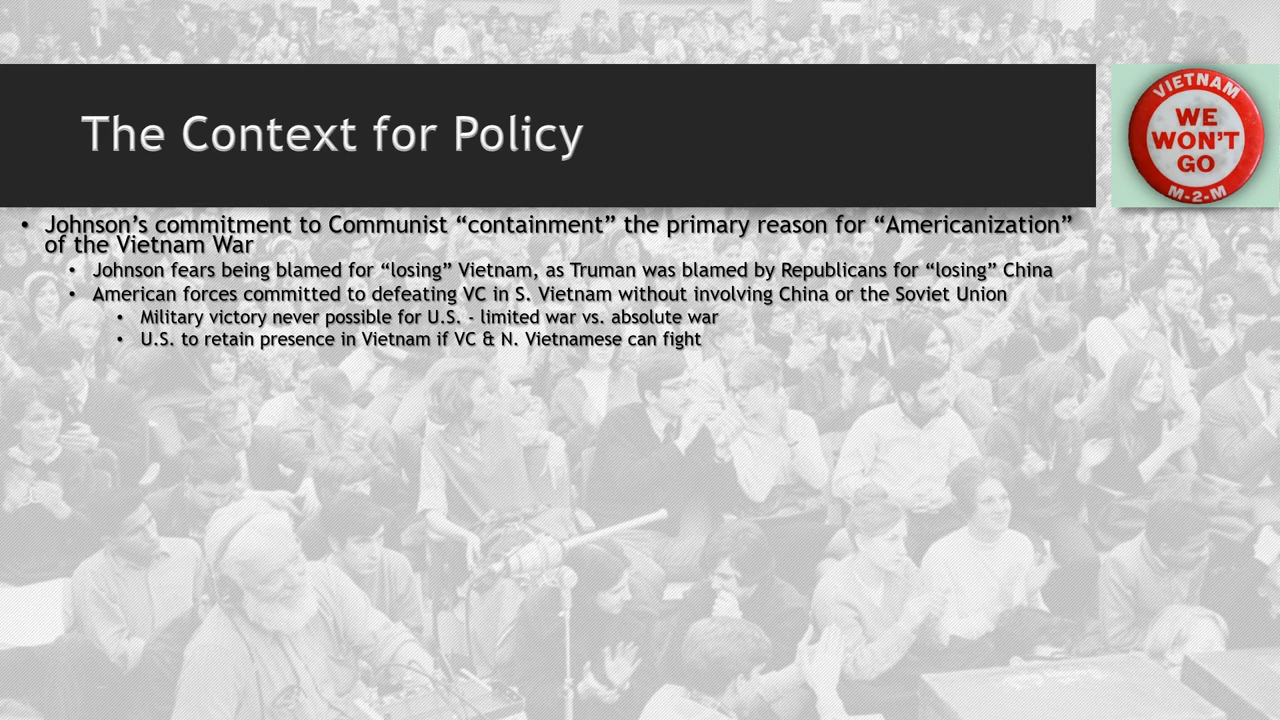 The Context for Policy
VIETNAM
WE
WON'T
GO
M-2-M
• Johnson’s commitment to Communist “containment” the primary reason for “Americanization”
of the Vietnam War
• Johnson fears being blamed for “losing” Vietnam, as Truman was blamed by Republicans for “losing” China
• American forces committed to defeating VC in S. Vietnam without involving China or the Soviet Union
• Military victory never possible for U.S. - limited war vs. absolute war
• U.S. to retain presence in Vietnam if VC & N. Vietnamese can fight